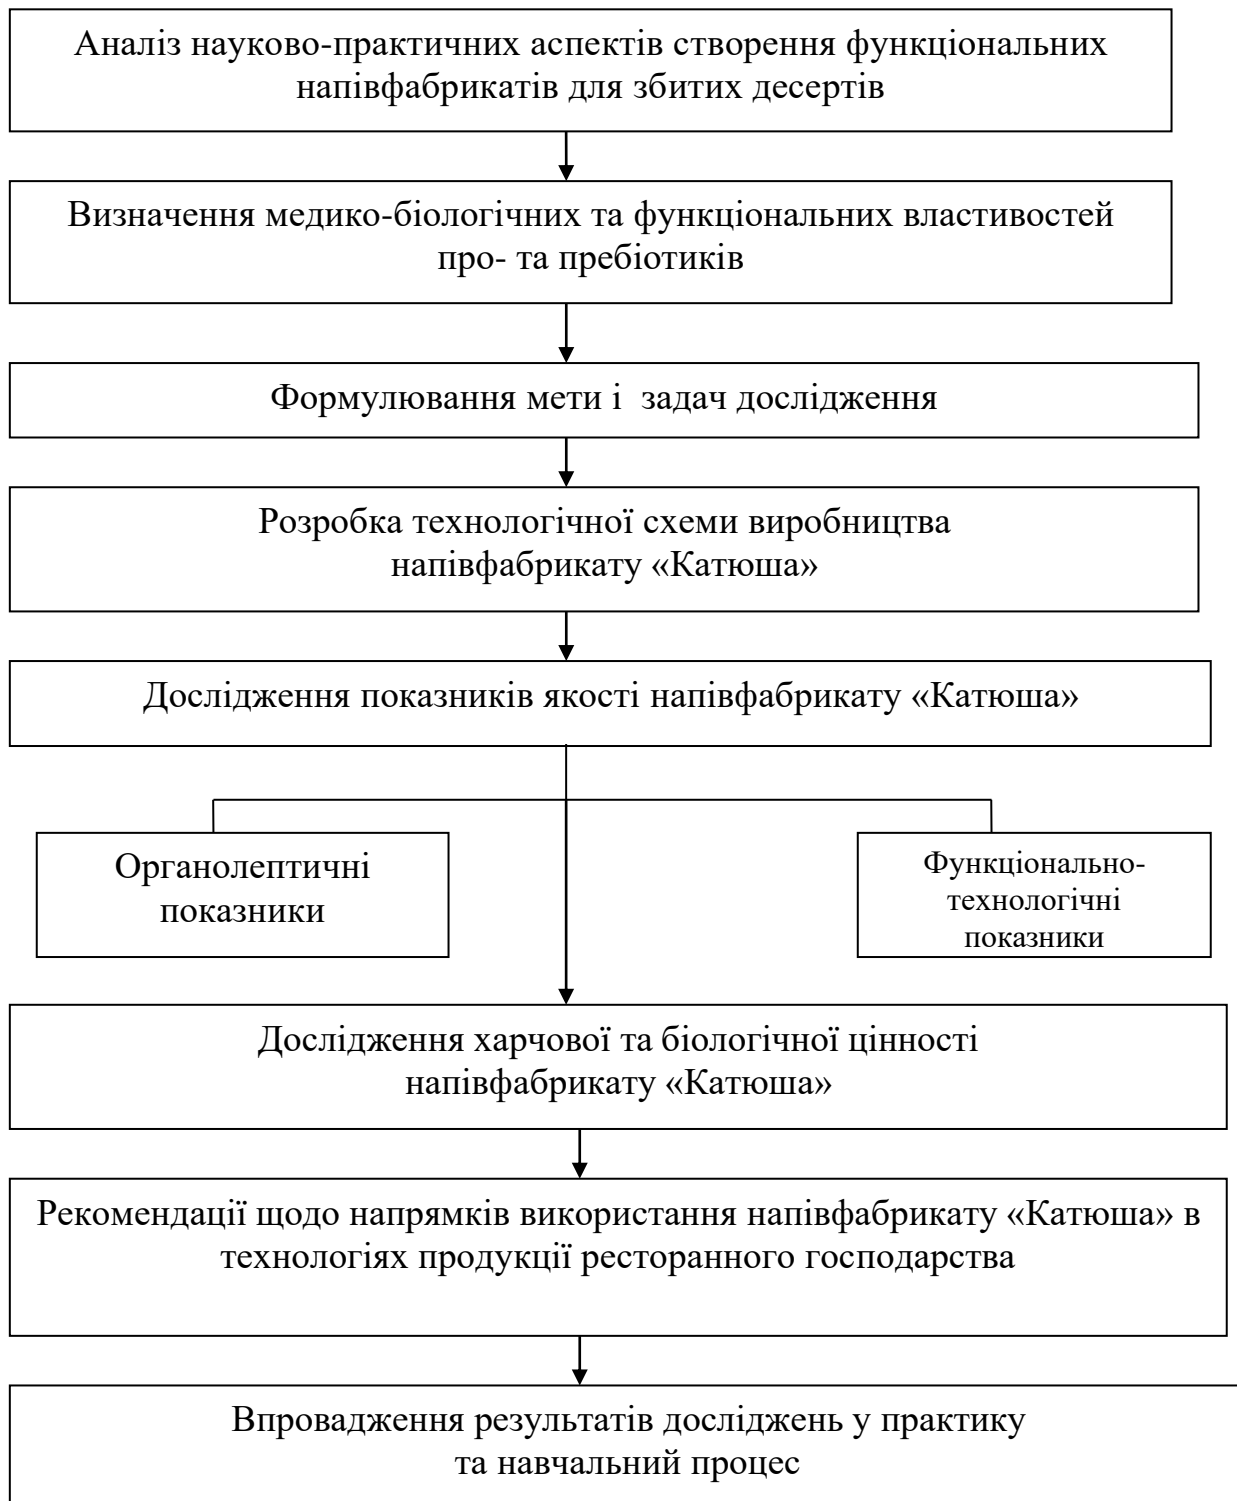 Аналіз науково-практичних аспектів створення функціональних
напівфабрикатів для збитих десертів
Визначення медико-біологічних та функціональних властивостей
про- та пребіотиків
Формулювання мети і  задач дослідження
Розробка технологічної схеми виробництва
напівфабрикату «Катюша»
Дослідження показників якості напівфабрикату «Катюша»
Органолептичні
показники
Функціонально-
технологічні
показники
Дослідження харчової та біологічної цінності
напівфабрикату «Катюша»
Рекомендації щодо напрямків використання напівфабрикату «Катюша» в
технологіях продукції ресторанного господарства
Впровадження результатів досліджень у практику
та навчальний процес